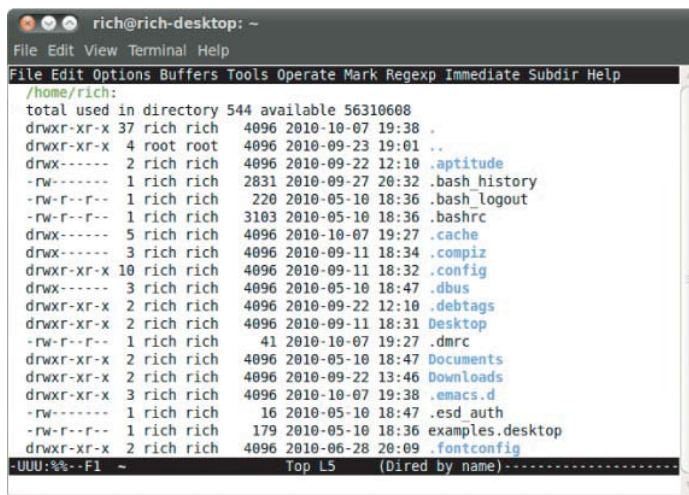 rich@rich-desktop: ~
File Edit View Terminal Help
File Edit Options Buffers Tools Operate Mark Regexp Immediate Subdir Help
/home/rich:
total used in directory 544 available 56310608
drwxr-xr-x 37 rich rich 4096 2010-10-07 19:38 .
drwxr-xr-x 4 root root 4096 2010-09-23 19:01 ..
drwx------ 2 rich rich 4096 2010-09-22 12:10 .aptitude
-rw------- 1 rich rich 2831 2010-09-27 20:32 .bash_history
-rw-r--r-- 1 rich rich 220 2010-05-10 18:36 .bash_logout
-rw-r--r-- 1 rich rich 3103 2010-05-10 18:36 .bashrc
drwx------ 5 rich rich 4096 2010-10-07 19:27 .cache
drwx------ 3 rich rich 4096 2010-09-11 18:34 .compiz
drwxr-xr-x 10 rich rich 4096 2010-09-11 18:32 .config
drwx------ 3 rich rich 4096 2010-05-10 18:47 .dbus
drwxr-xr-x 2 rich rich 4096 2010-09-22 12:10 .debtags
drwxr-xr-x 2 rich rich 4096 2010-09-11 18:31 Desktop
-rw-r--r-- 1 rich rich 41 2010-10-07 19:27 .dmrc
drwxr-xr-x 2 rich rich 4096 2010-05-10 18:47 Documents
drwxr-xr-x 2 rich rich 4096 2010-09-22 13:46 Downloads
drwxr-xr-x 3 rich rich 4096 2010-10-07 19:38 .emacs.d
-rw------- 1 rich rich 16 2010-05-10 18:47 .esd_auth
-rw-r--r-- 1 rich rich 179 2010-05-10 18:36 examples.desktop
drwxr-xr-x 2 rich rich 4096 2010-06-28 20:09 .fontconfig
-UUU:%%--F1 ~ Top L5 (Dired by name)----------------------